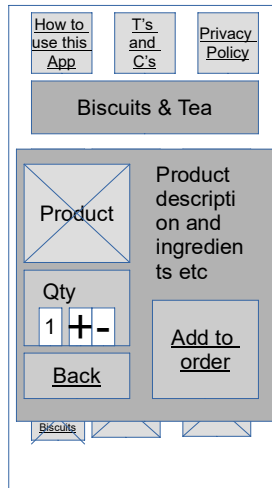 How to
use this
App
T's
and
C's
Privacy
Policy
Biscuits & Tea
Product
Product
descripti
on and
ingredien
ts etc
Qty
1 + -
Add to
order
Back
Biscuits